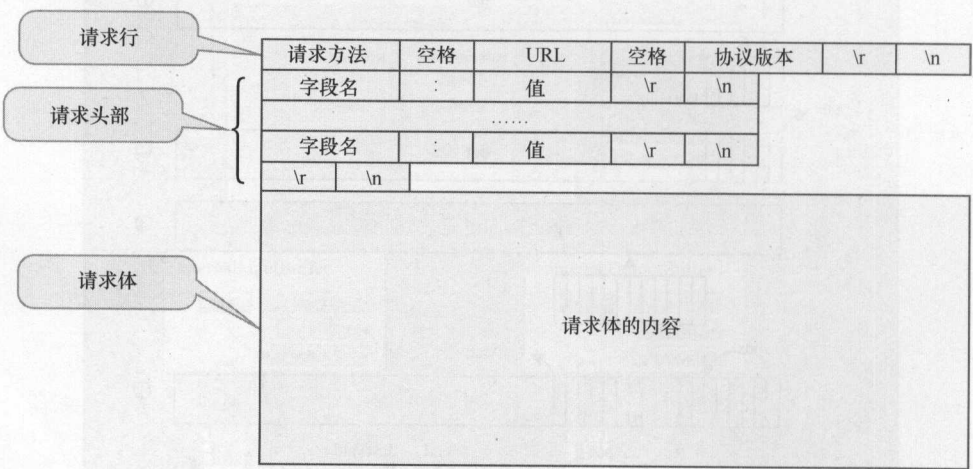 请求行
请求方法 空格 URL 空格 协议版本 \r \n
请求头部
字段名 : 值 \r \n
……
字段名 : 值 \r \n
\r \n
请求体
请求体的内容